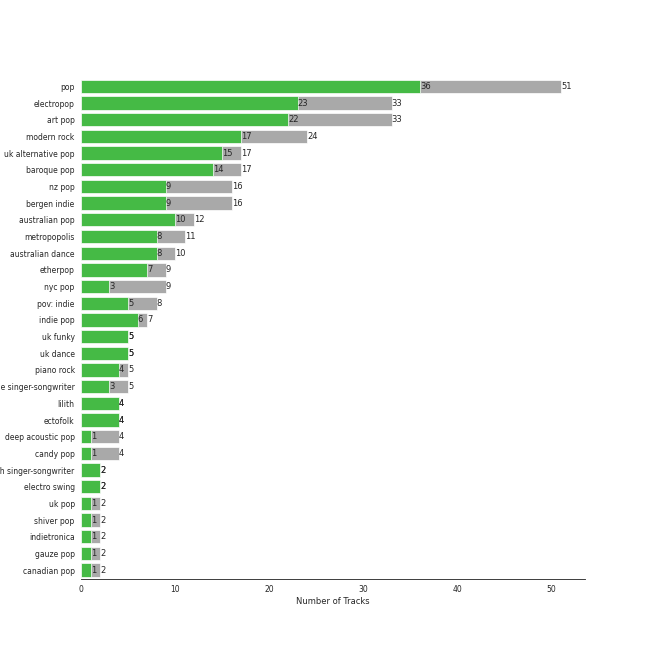 pop 36 51
electropop 23 33
art pop 22 33
modern rock 17 24
uk alternative pop 15 17
baroque pop 14 17
nz pop 9 16
bergen indie 9 16
australian pop 10 12
metropopolis 8 11
australian dance 8 10
etherpop 7 9
nyc pop 3 9
pov: indie 5 8
indie pop 6 7
uk funky 5
uk dance 5
piano rock 4 5
e singer-songwriter 3 5
lilith 4
ectofolk 4
deep acoustic pop 1 4
candy pop 1 4
h singer-songwriter 2
electro swing 2
uk pop 1 2
shiver pop 1 2
indietronica 1 2
gauze pop 1 2
canadian pop 1 2
0 10 20 30 40 50
Number of Tracks